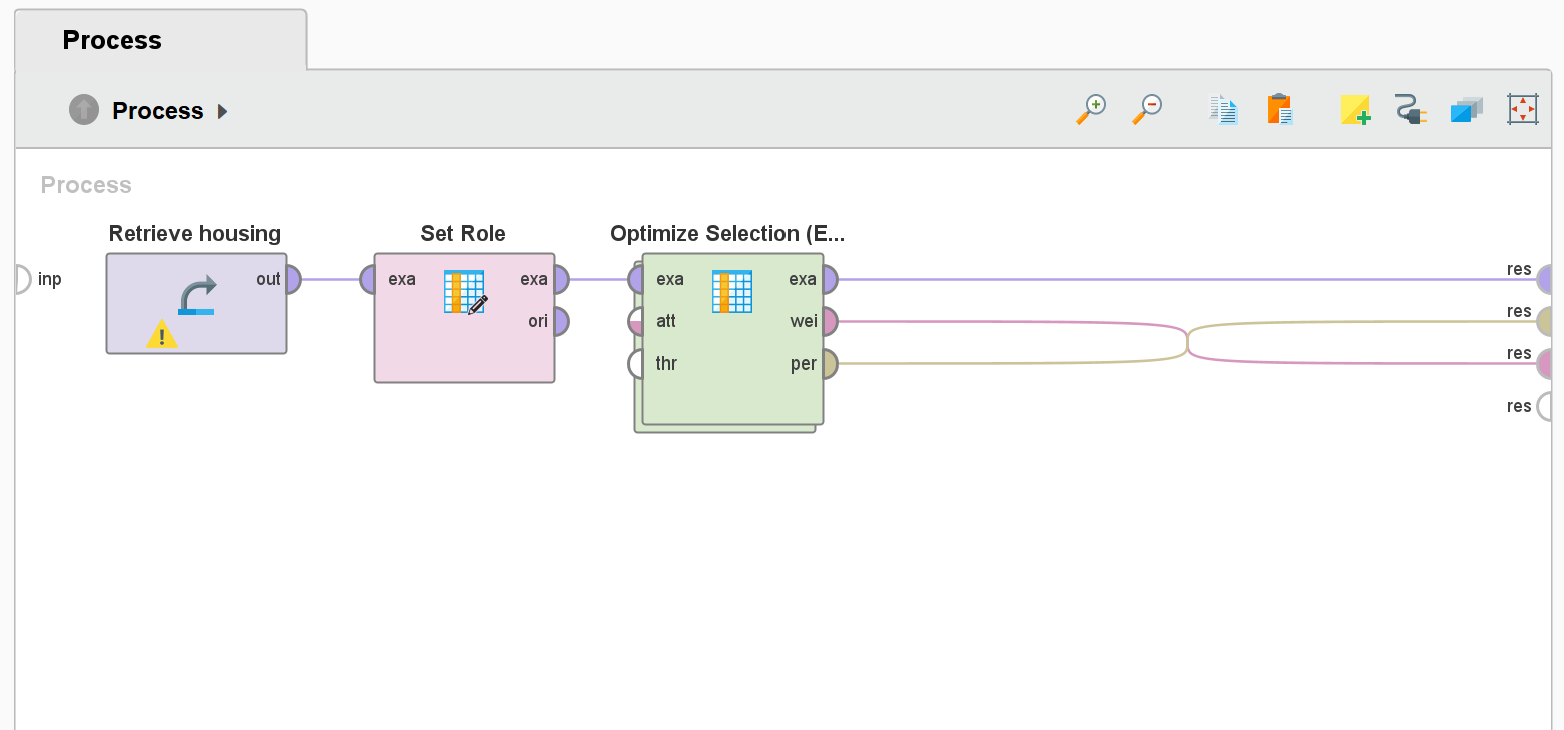 Process
Process
Process
Retrieve housing
Set Role
Optimize Selection (E...
inp
out
exa
exa
ori
exa
att
thr
exa
wei
per
res
res
res
res